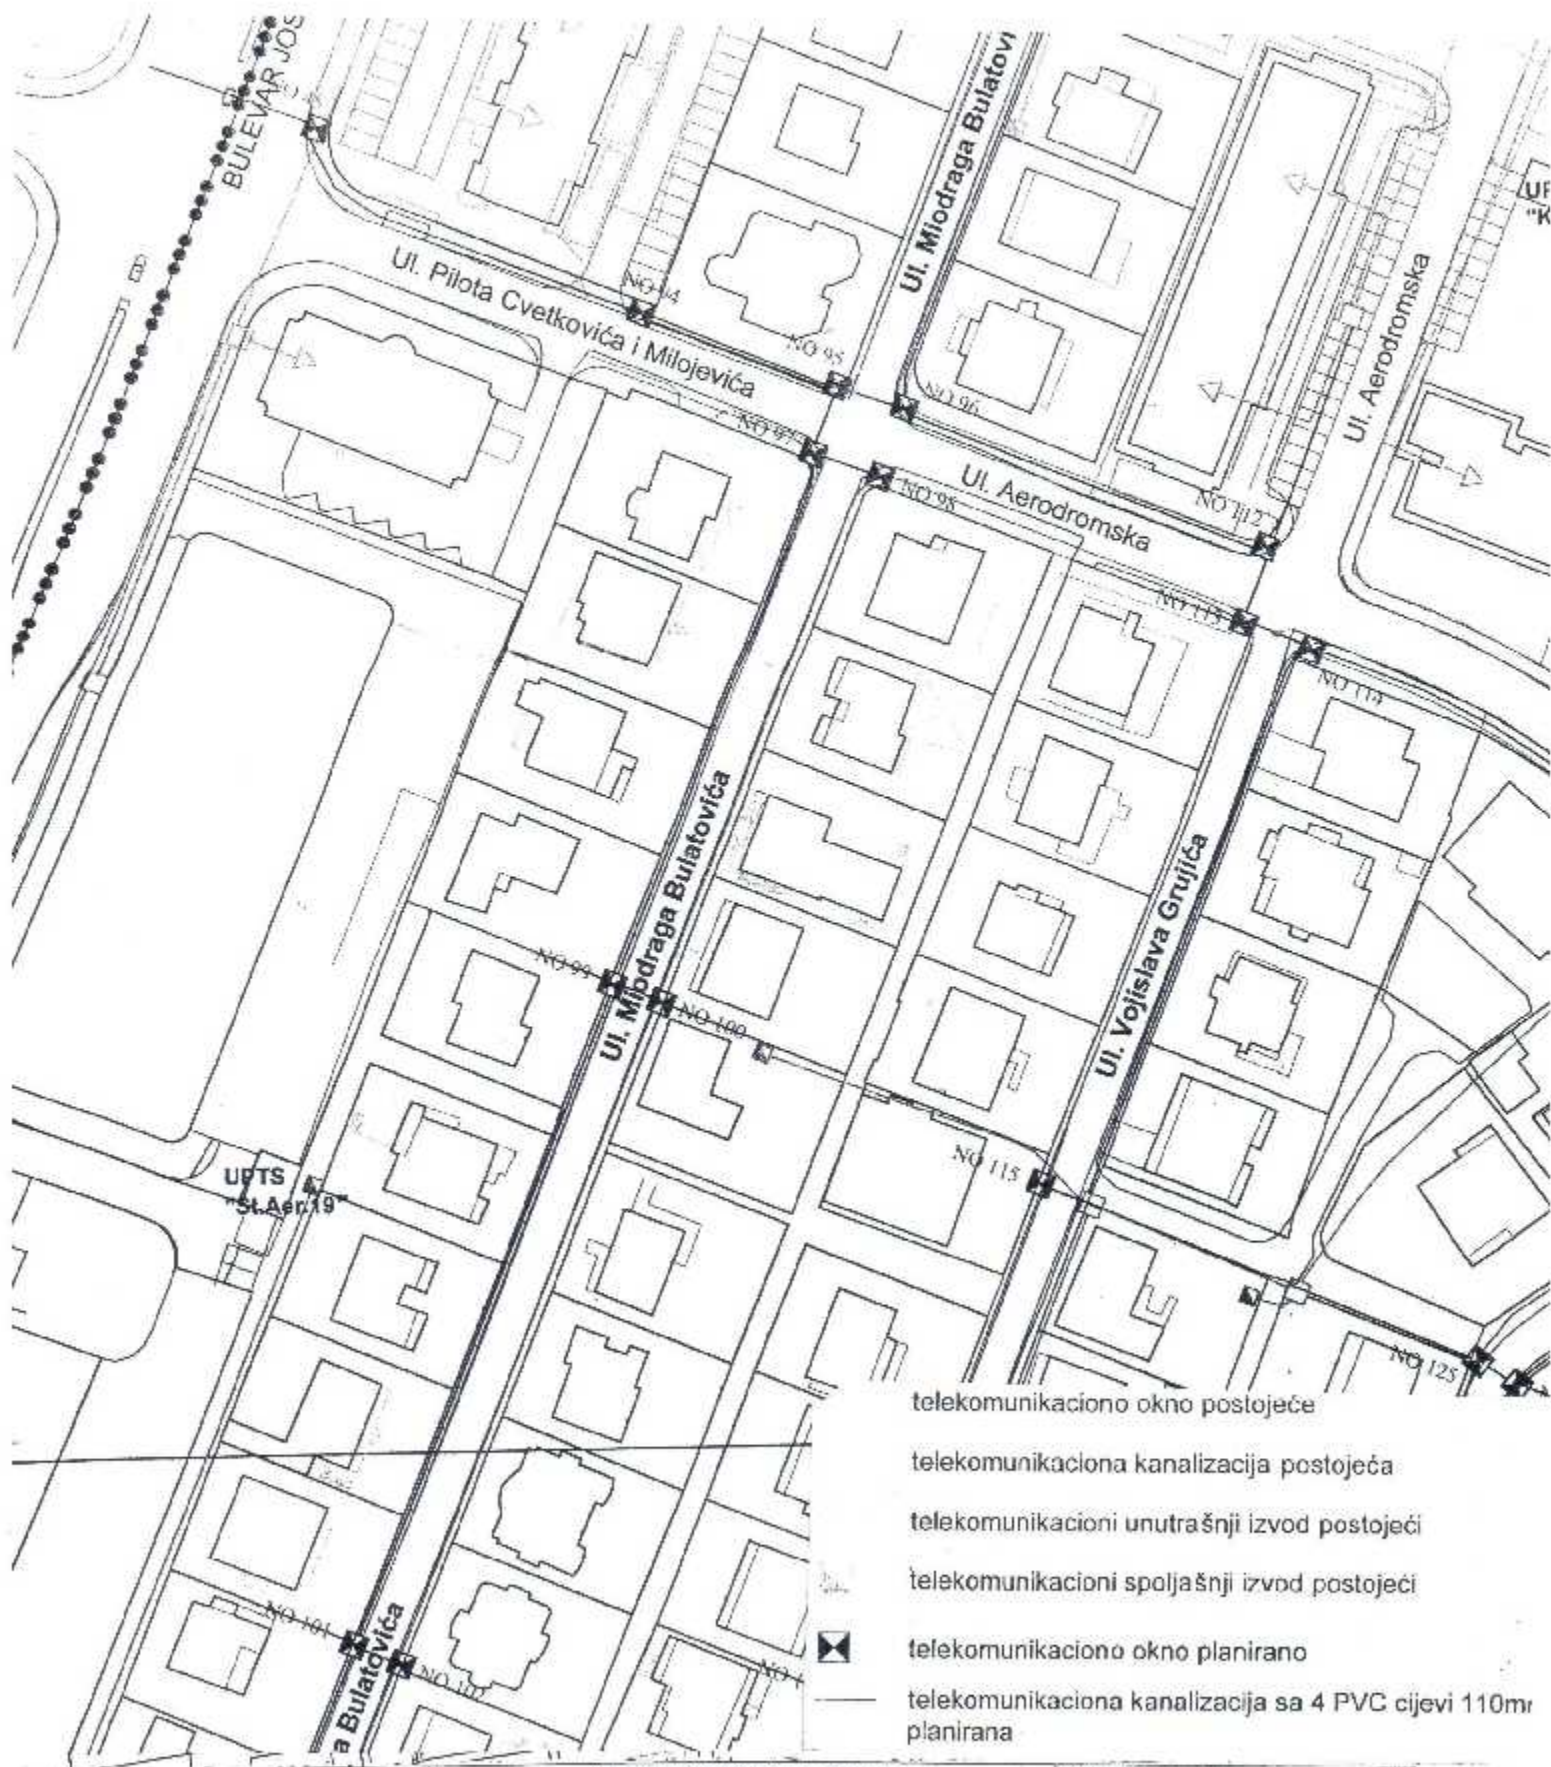 BULEVAR JOS
Ul. Miodraga Bulatovi
UP
"K
Ul. Pilota Cvetkovića i Milojevića
NO 94
NO 95
NO 96
NO 97
NO 98
Ul. Aerodromska
Ul. Aerodromska
NO 112
NO 113
NO 114
Ul. Miodraga Bulatovića
Ul. Vojislava Grujića
NO 99
NO 100
NO 115
UPTS
"St.Aer.19"
NO 125
NO 101
a Bulatovića
NO 1
telekomunikaciono okno postojeće
telekomunikaciona kanalizacija postojeća
telekomunikacioni unutrašnji izvod postojeći
telekomunikacioni spoljašnji izvod postojeći
telekomunikaciono okno planirano
telekomunikaciona kanalizacija sa 4 PVC cijevi 110m
planirana